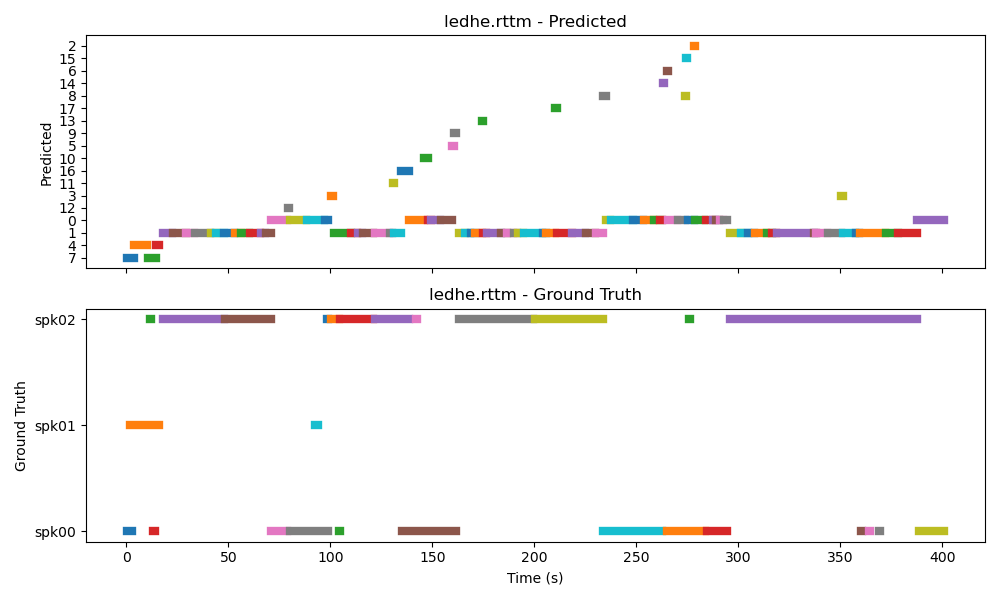 ledhe.rttm - Predicted
Predicted
2
15
6
14
8
17
13
9
5
10
16
11
3
12
0
1
4
7
ledhe.rttm - Ground Truth
Ground Truth
spk02
spk01
spk00
0 50 100 150 200 250 300 350 400
Time (s)